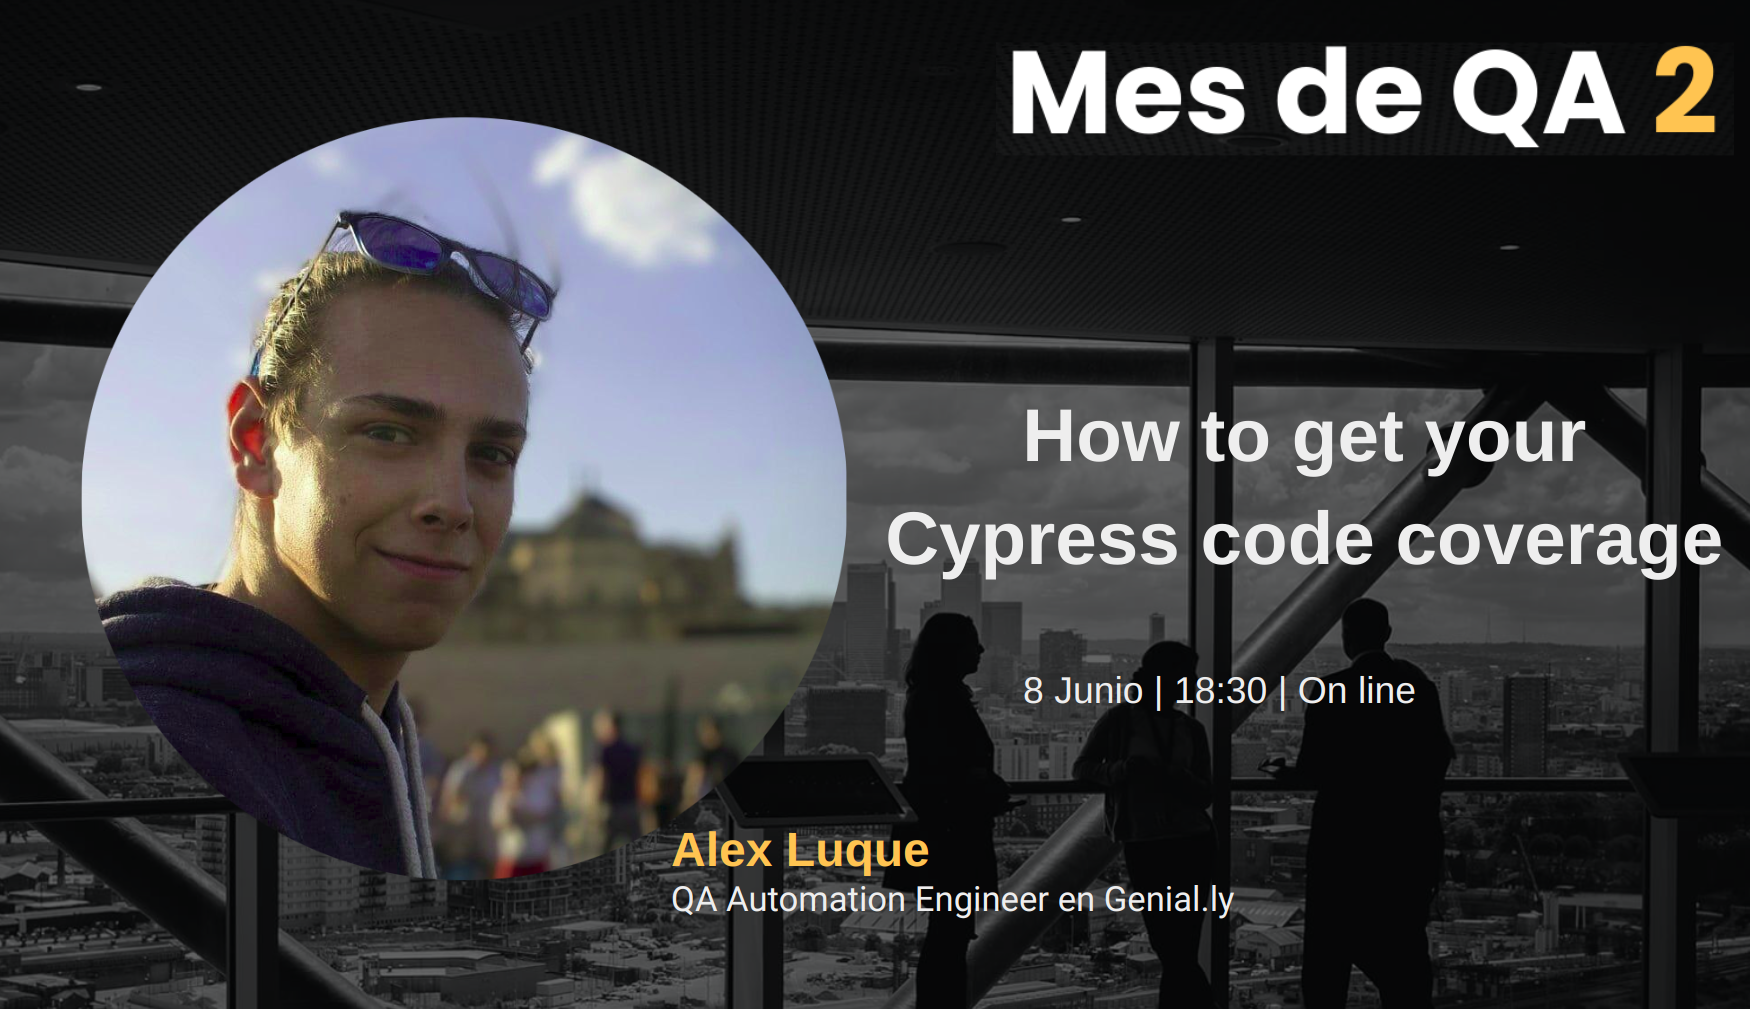 Mes de QA 2
How to get your
Cypress code coverage
8 Junio | 18:30 | On line
Alex Luque
QA Automation Engineer en Genial.ly